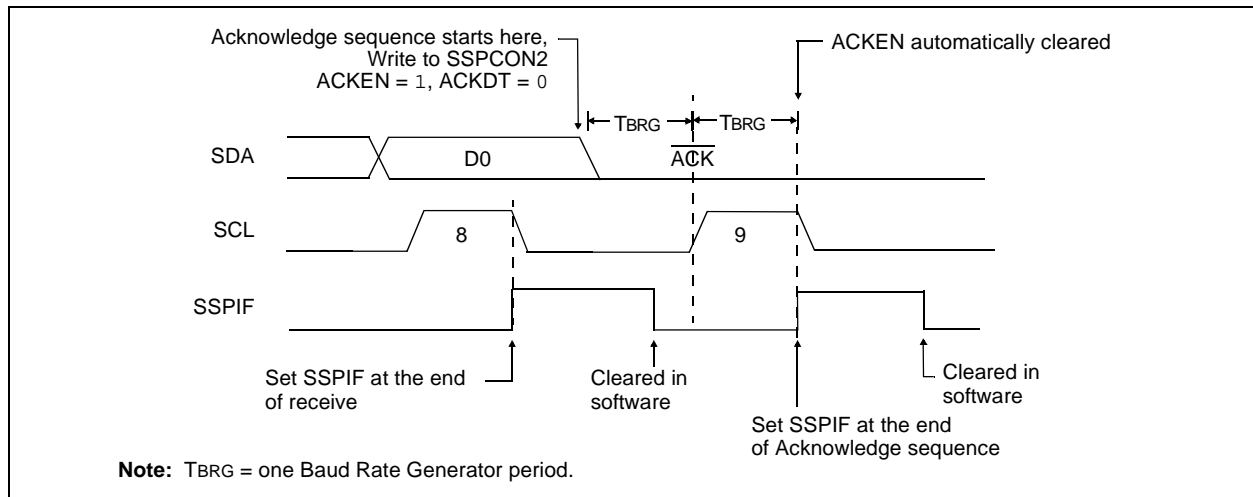 Acknowledge sequence starts here,
Write to SSPCON2
ACKEN = 1, ACKDT = 0
ACKEN automatically cleared
TBRG
TBRG
SDA
D0
ACK
SCL
8
9
SSPIF
Set SSPIF at the end
of receive
Cleared in
software
Set SSPIF at the end
of Acknowledge sequence
Cleared in
software
Note: TBRG = one Baud Rate Generator period.